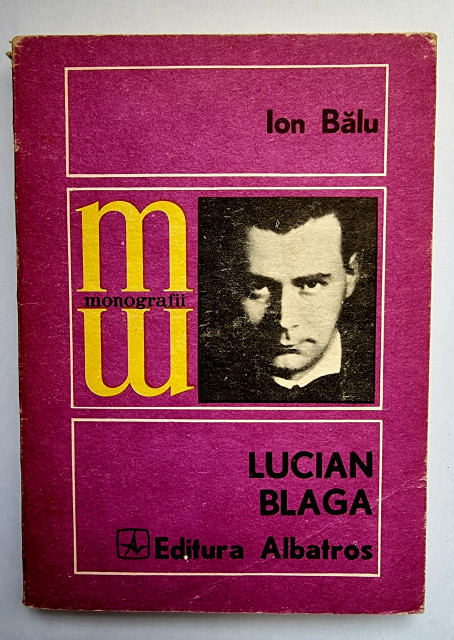 Ion Bălu
m
monografii
m
LUCIAN
BLAGA
Editura Albatros